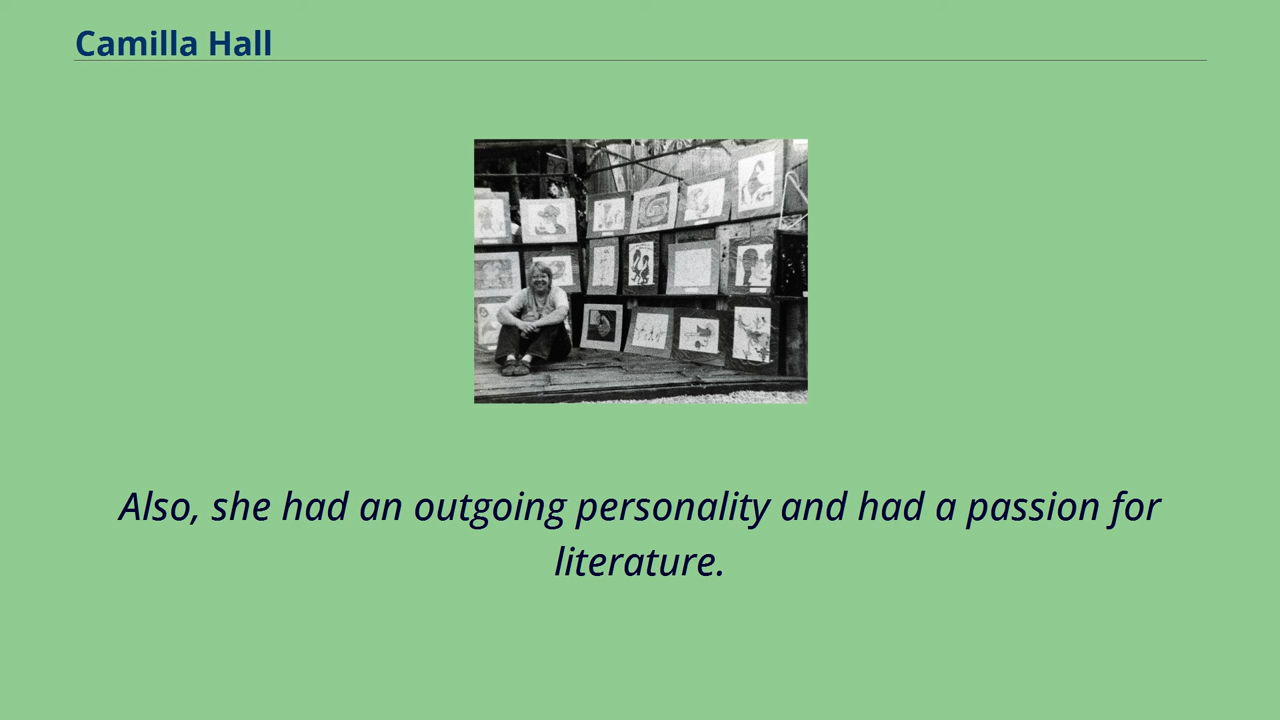 Camilla Hall
Also, she had an outgoing personality and had a passion for
literature.